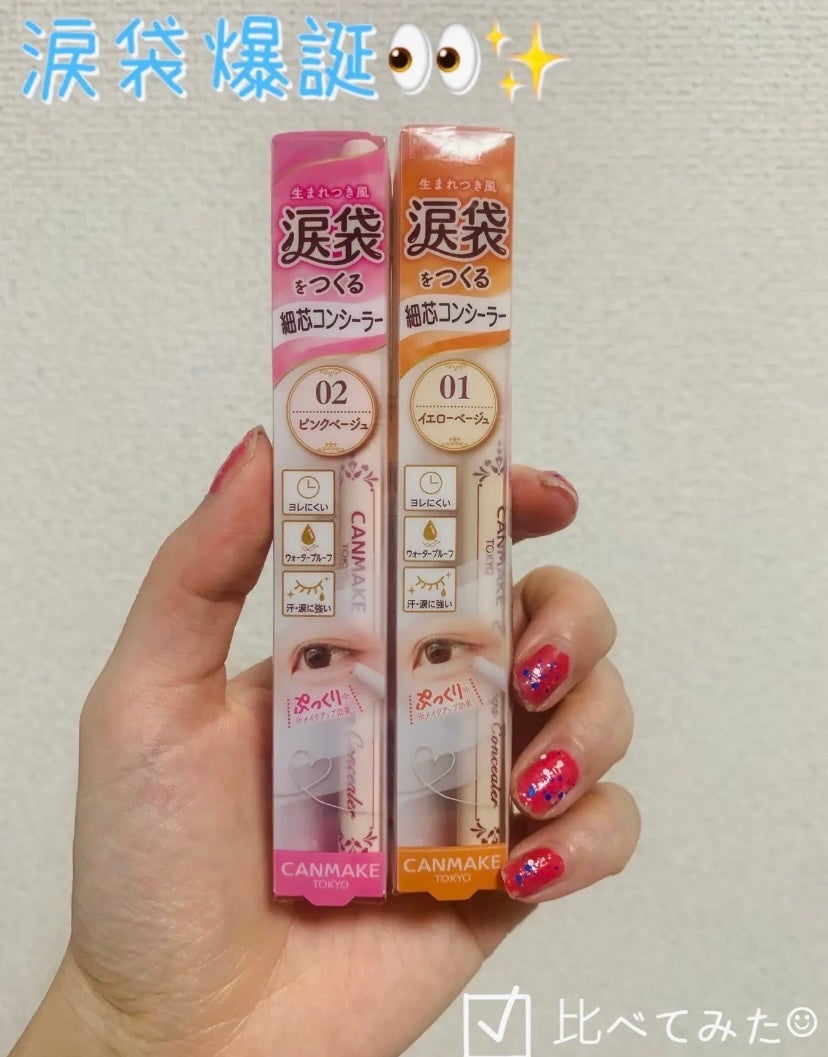 涙袋爆誕👀✨
生まれつき風
涙袋
をつくる
細芯コンシーラー
02
ピンクベージュ
ヨレにくい
ウォータープルーフ
汗・涙に強い
CANMAKE
TOKYO
ぷっくり※
※メイクアップ効果
Concealer
CANMAKE
TOKYO
生まれつき風
涙袋
をつくる
細芯コンシーラー
01
イエローベージュ
ヨレにくい
ウォータープルーフ
汗・涙に強い
CANMAKE
TOKYO
ぷっくり※
※メイクアップ効果
Concealer
CANMAKE
TOKYO
比べてみた☺